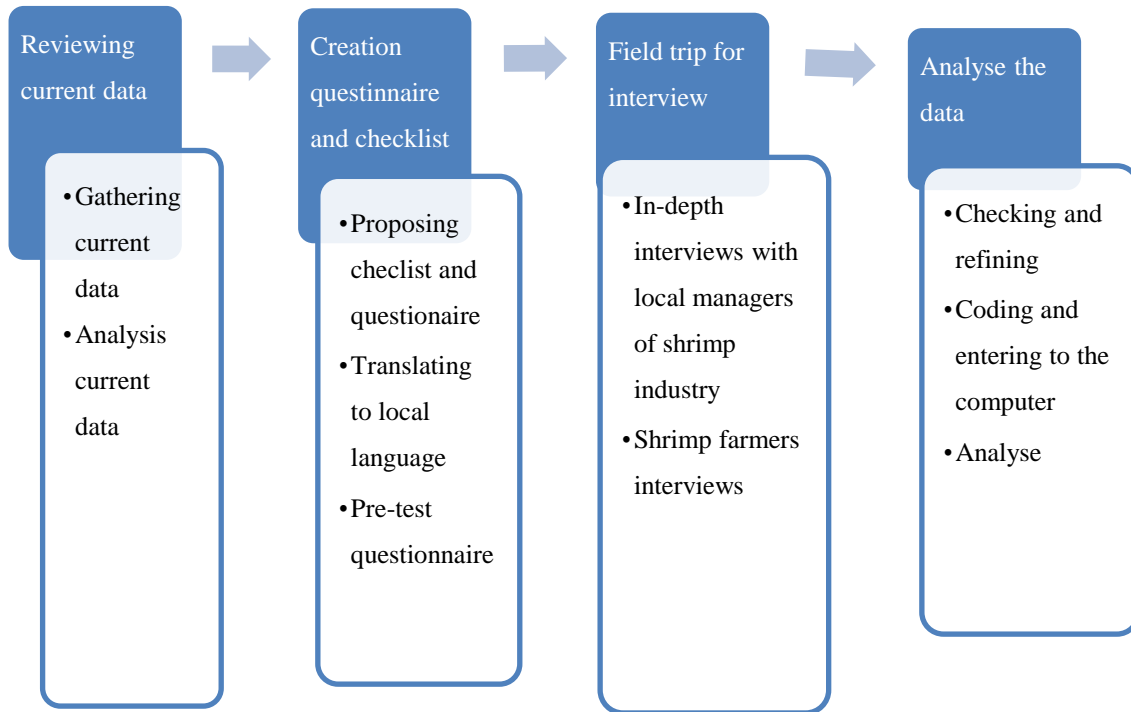 Reviewing
current data
•Gathering
current
data
•Analysis
current
data
Creation
questinnaire
and checklist
•Proposing
checlist and
questionaire
•Translating
to local
language
•Pre-test
questionnaire
Field trip for
interview
•In-depth
interviews with
local managers
of shrimp
industry
•Shrimp farmers
interviews
Analyse the
data
•Checking and
refining
•Coding and
entering to the
computer
•Analyse